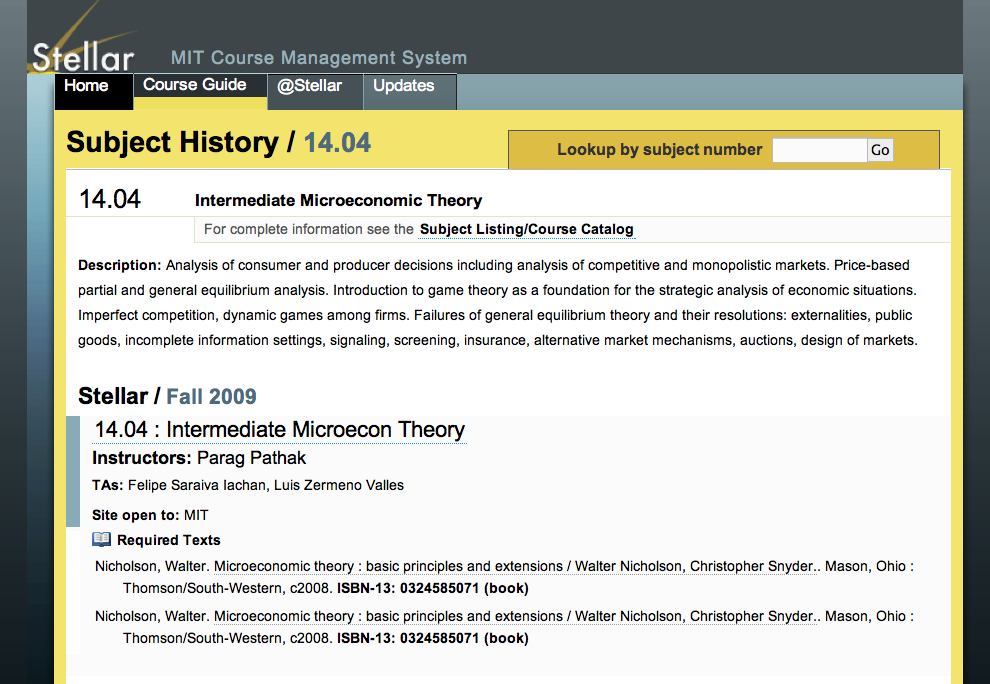 Stellar
MIT Course Management System
Home Course Guide @Stellar Updates
Subject History / 14.04
Lookup by subject number Go
14.04 Intermediate Microeconomic Theory
For complete information see the Subject Listing/Course Catalog
Description: Analysis of consumer and producer decisions including analysis of competitive and monopolistic markets. Price-based
partial and general equilibrium analysis. Introduction to game theory as a foundation for the strategic analysis of economic situations.
Imperfect competition, dynamic games among firms. Failures of general equilibrium theory and their resolutions: externalities, public
goods, incomplete information settings, signaling, screening, insurance, alternative market mechanisms, auctions, design of markets.
Stellar / Fall 2009
14.04 : Intermediate Microecon Theory
Instructors: Parag Pathak
TAs: Felipe Saraiva Iachan, Luis Zermeno Valles
Site open to: MIT
Required Texts
Nicholson, Walter. Microeconomic theory : basic principles and extensions / Walter Nicholson, Christopher Snyder.. Mason, Ohio :
Thomson/South-Western, c2008. ISBN-13: 0324585071 (book)
Nicholson, Walter. Microeconomic theory : basic principles and extensions / Walter Nicholson, Christopher Snyder.. Mason, Ohio :
Thomson/South-Western, c2008. ISBN-13: 0324585071 (book)